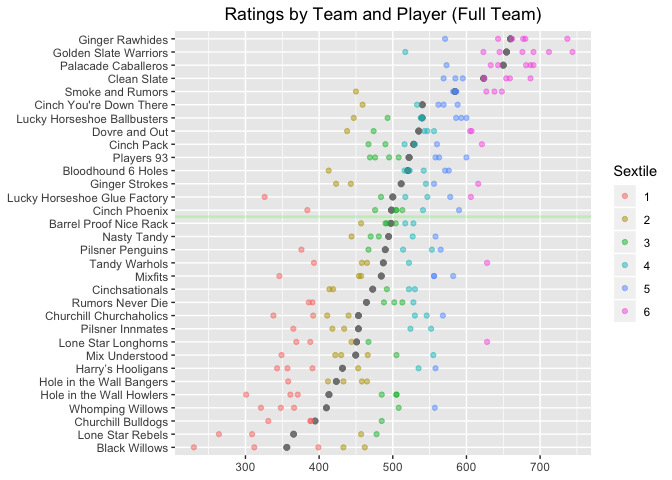 Ratings by Team and Player (Full Team)
Ginger Rawhides
Golden Slate Warriors
Palacade Caballeros
Clean Slate
Smoke and Rumors
Cinch You're Down There
Lucky Horseshoe Ballbusters
Dovre and Out
Cinch Pack
Players 93
Bloodhound 6 Holes
Ginger Strokes
Lucky Horseshoe Glue Factory
Cinch Phoenix
Barrel Proof Nice Rack
Nasty Tandy
Pilsner Penguins
Tandy Warhols
Mixfits
Cinchsationals
Rumors Never Die
Churchill Churchaholics
Pilsner Innmates
Lone Star Longhorns
Mix Understood
Harry's Hooligans
Hole in the Wall Bangers
Hole in the Wall Howlers
Whomping Willows
Churchill Bulldogs
Lone Star Rebels
Black Willows
300 400 500 600 700
Sextile
1
2
3
4
5
6